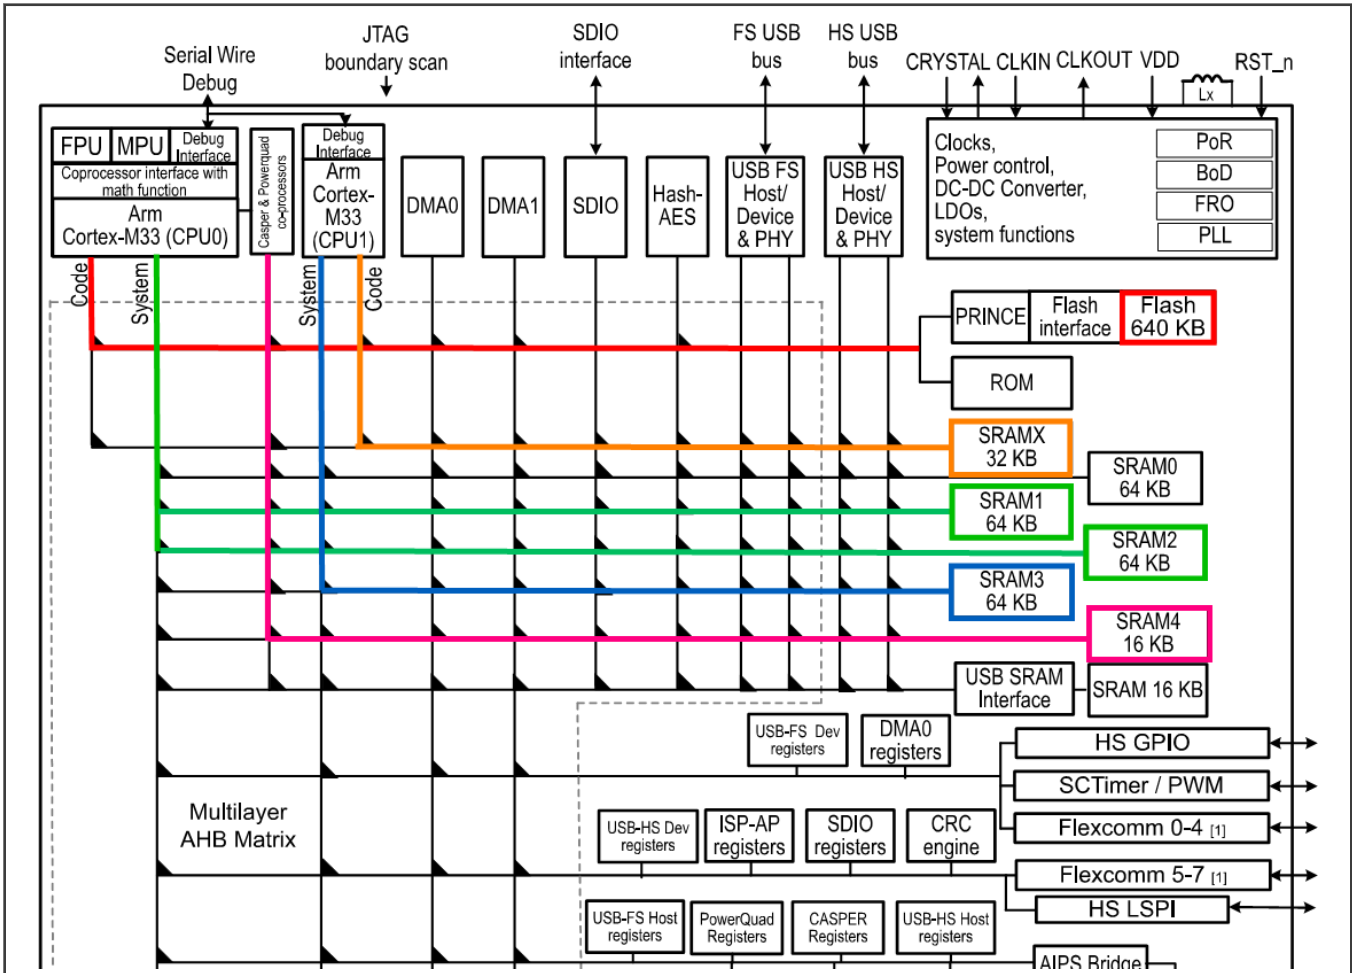 Serial Wire
Debug
JTAG
boundary scan
SDIO
interface
FS USB
bus
HS USB
bus
CRYSTAL CLKIN CLKOUT VDD
Lx
RST_n
FPU
MPU
Debug
Interface
Coprocessor interface with
math function
Arm
Cortex-M33 (CPU0)
Casper & Powerquad
co-processors
Debug
Interface
Arm
Cortex-
M33
(CPU1)
DMA0
DMA1
SDIO
Hash-
AES
USB FS
Host/
Device
& PHY
USB HS
Host/
Device
& PHY
Clocks,
Power control,
DC-DC Converter,
LDOs,
system functions
PoR
BoD
FRO
PLL
Code
System
System
Code
PRINCE
Flash
interface
Flash
640 KB
ROM
SRAMX
32 KB
SRAM0
64 KB
SRAM1
64 KB
SRAM2
64 KB
SRAM3
64 KB
SRAM4
16 KB
USB SRAM
Interface
SRAM 16 KB
USB-FS Dev
registers
DMA0
registers
HS GPIO
SCTimer / PWM
Flexcomm 0-4 [1]
Multilayer
AHB Matrix
USB-HS Dev
registers
ISP-AP
registers
SDIO
registers
CRC
engine
Flexcomm 5-7 [1]
HS LSPI
USB-FS Host
registers
PowerQuad
Registers
CASPER
Registers
USB-HS Host
registers
AIPS Bridge